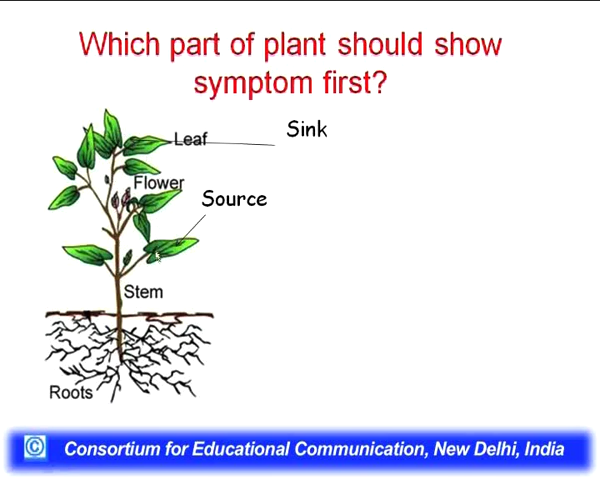 Which part of plant should show
symptom first?
Leaf
Sink
Flower
Source
Stem
Roots
© Consortium for Educational Communication, New Delhi, India